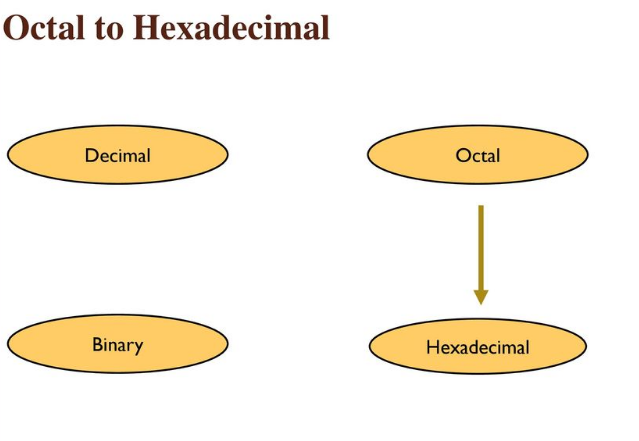 Octal to Hexadecimal
Decimal
Octal
Binary
Hexadecimal